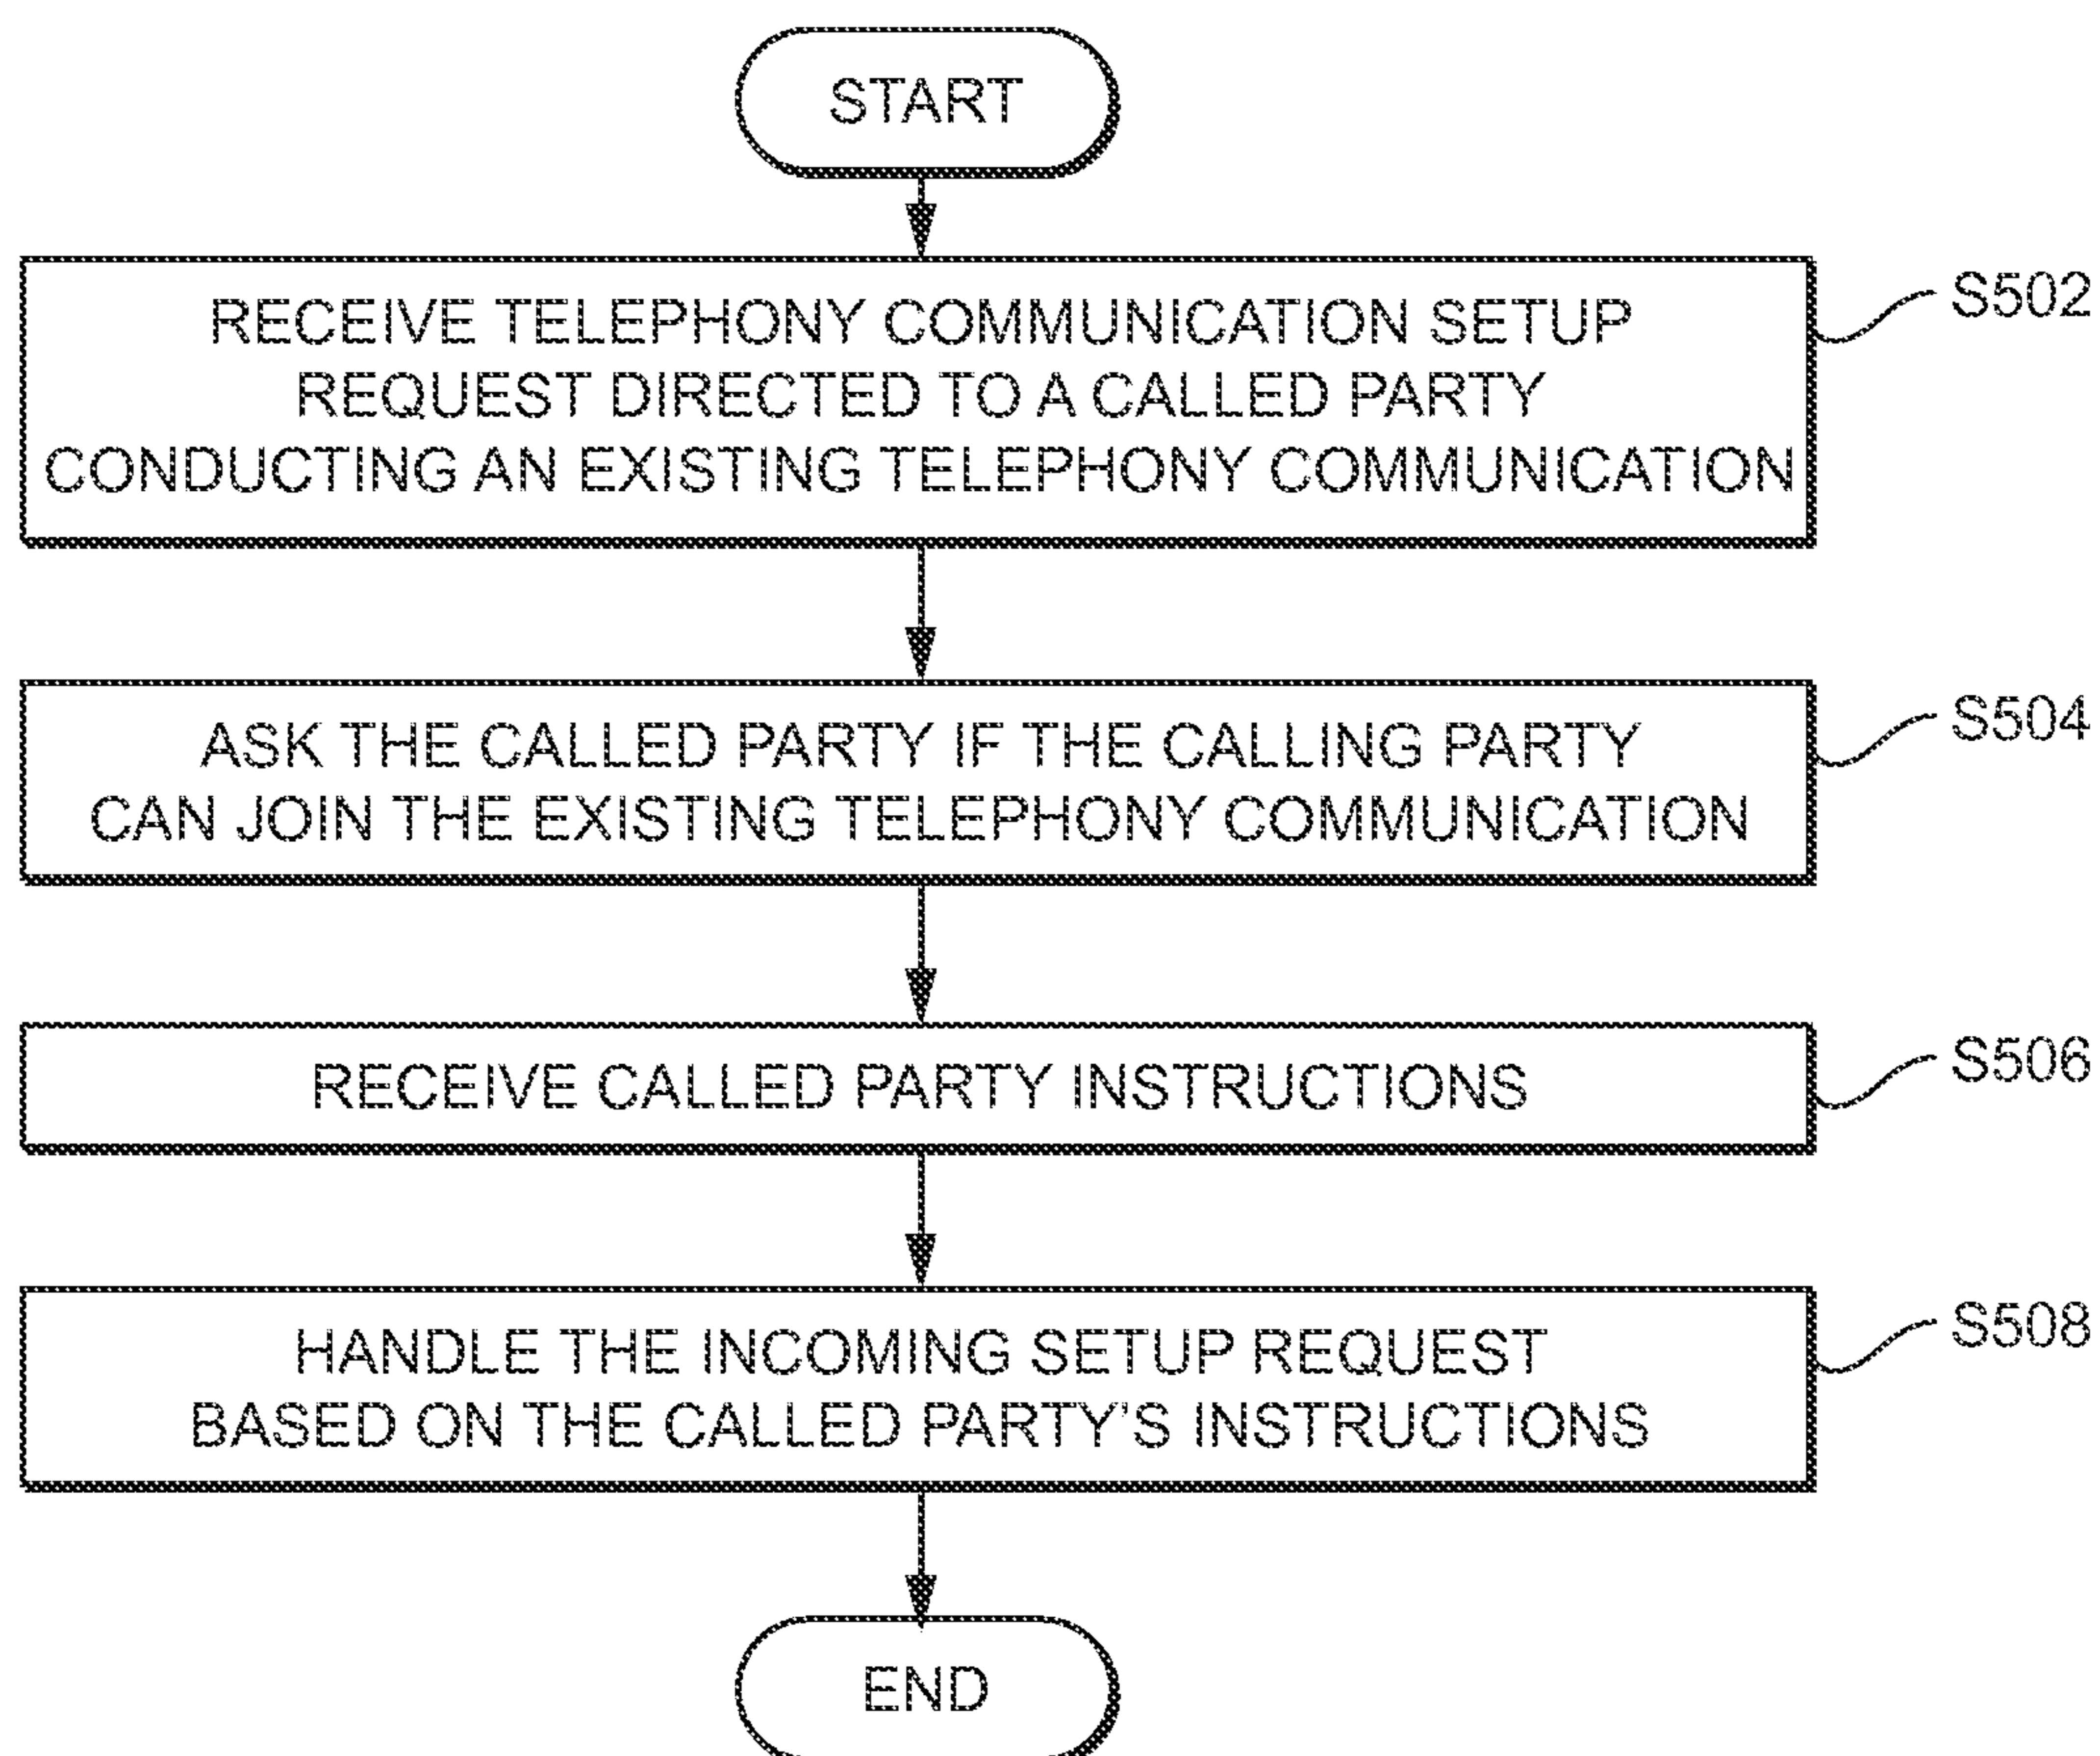 START
RECEIVE TELEPHONY COMMUNICATION SETUP
REQUEST DIRECTED TO A CALLED PARTY
CONDUCTING AN EXISTING TELEPHONY COMMUNICATION
S502
ASK THE CALLED PARTY IF THE CALLING PARTY
CAN JOIN THE EXISTING TELEPHONY COMMUNICATION
S504
RECEIVE CALLED PARTY INSTRUCTIONS
S506
HANDLE THE INCOMING SETUP REQUEST
BASED ON THE CALLED PARTY'S INSTRUCTIONS
S508
END